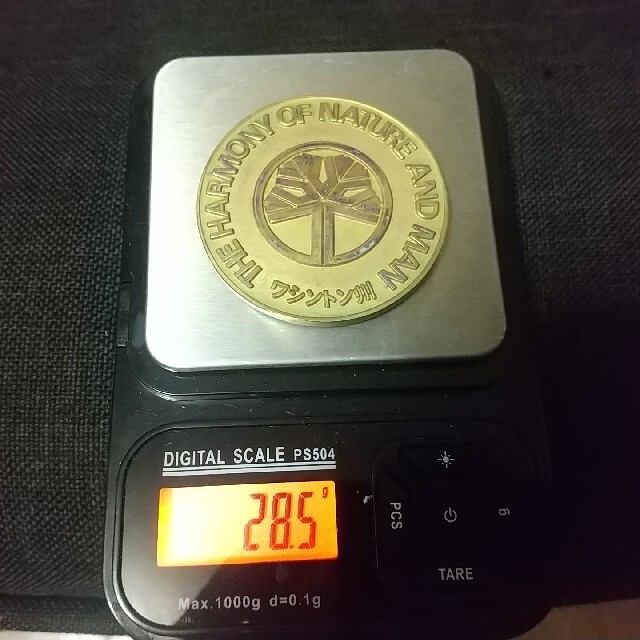 THE HARMONY OF NATURE AND MAN
ワシントン州
DIGITAL SCALE PS504
28.5 g
PCS
g
TARE
Max.1000g d=0.1g